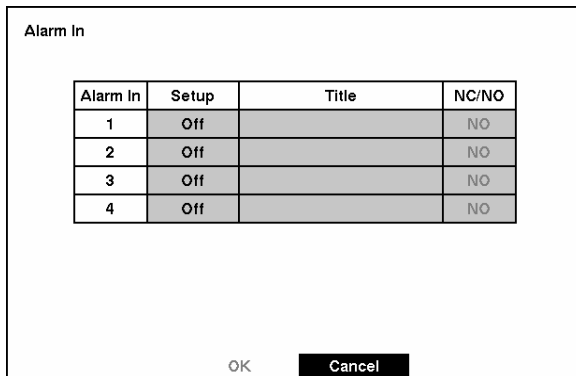 Alarm In
Alarm In Setup Title NC/NO
1 Off NO
2 Off NO
3 Off NO
4 Off NO
OK Cancel